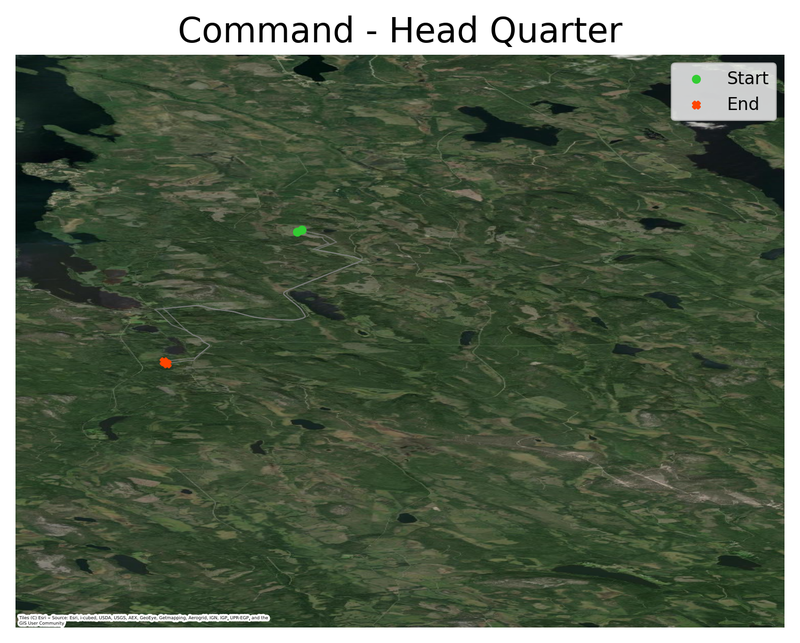 Command - Head Quarter
Start
End
Tiles (C) Esri -- Source: Esri, i-cubed, USDA, USGS, AEX, GeoEye, Getmapping, Aerogrid, IGN, IGP, UPR-EGP, and the
GIS User Community